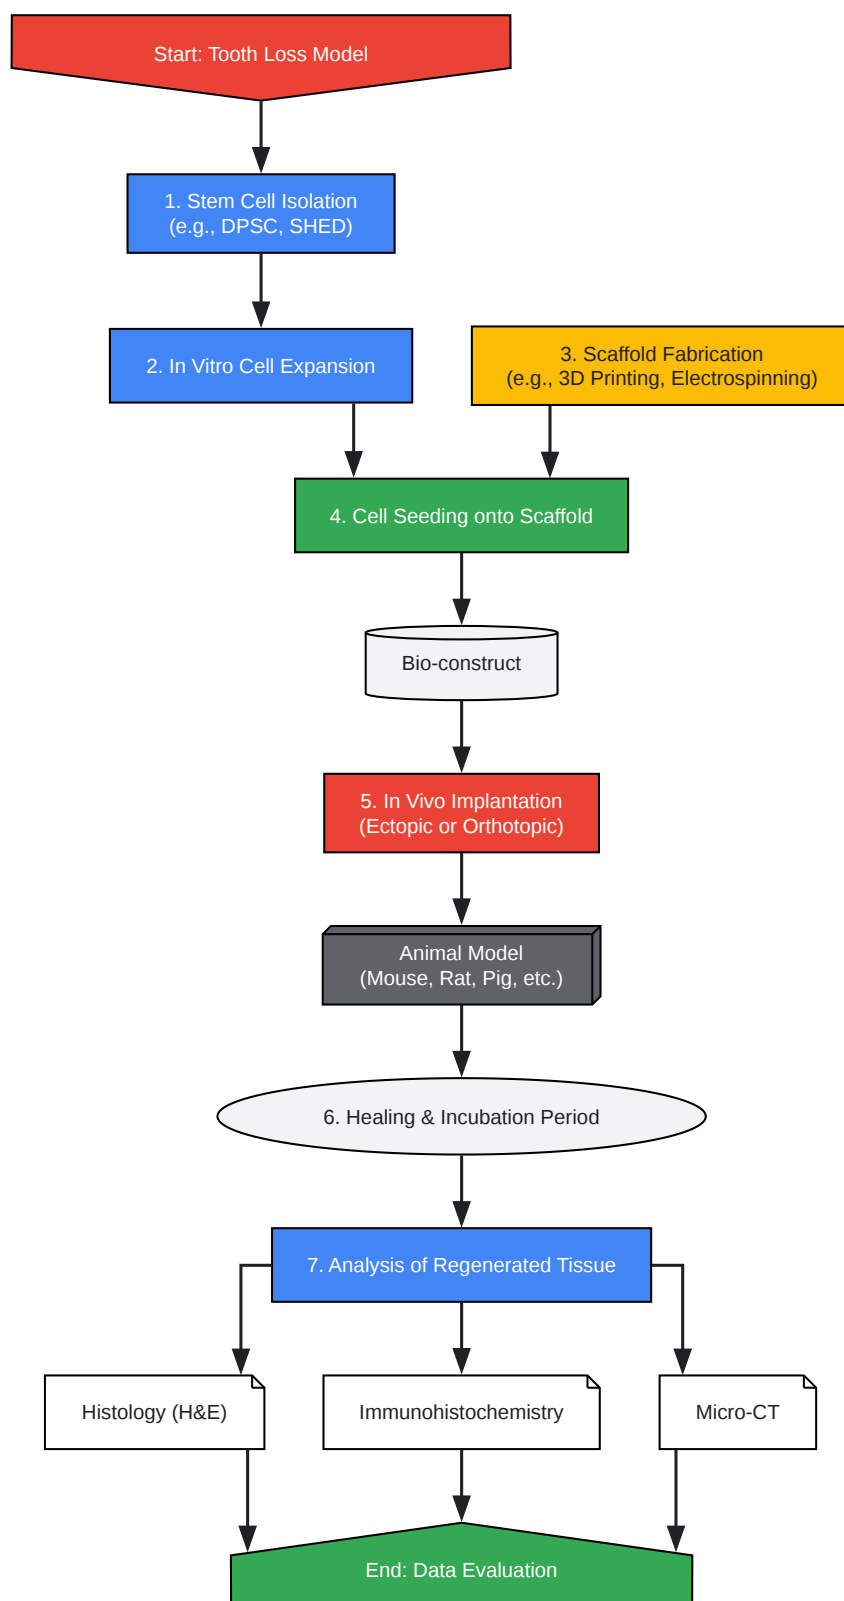 Start: Tooth Loss Model
1. Stem Cell Isolation
(e.g., DPSC, SHED)
2. In Vitro Cell Expansion
3. Scaffold Fabrication
(e.g., 3D Printing, Electrospinning)
4. Cell Seeding onto Scaffold
Bio-construct
5. In Vivo Implantation
(Ectopic or Orthotopic)
Animal Model
(Mouse, Rat, Pig, etc.)
6. Healing & Incubation Period
7. Analysis of Regenerated Tissue
Histology (H&E)
Immunohistochemistry
Micro-CT
End: Data Evaluation